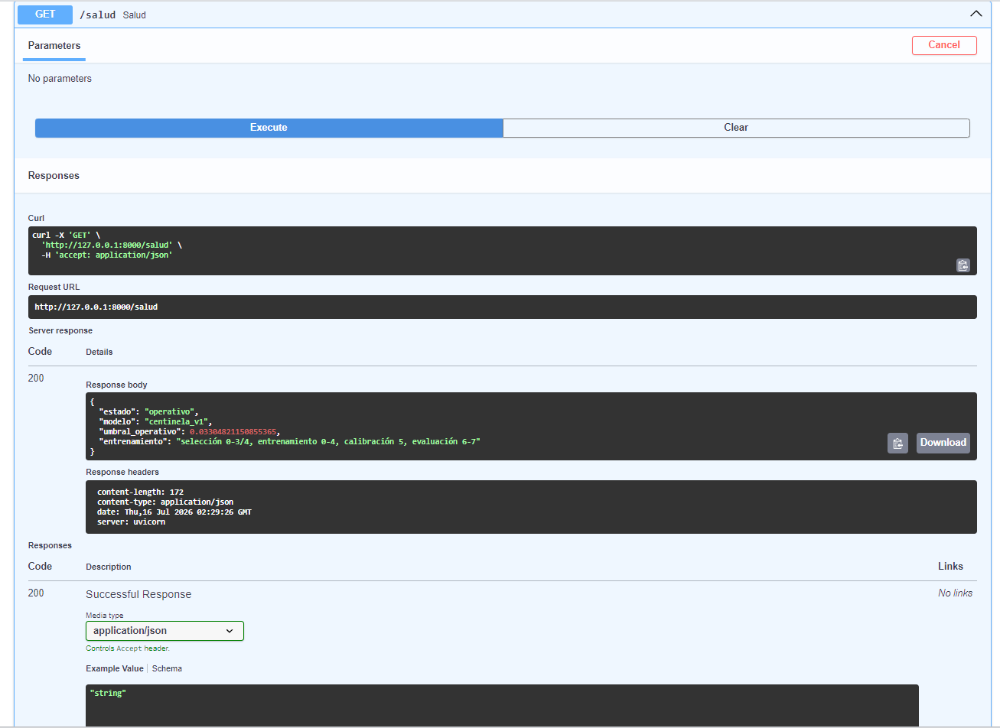 GET /salud Salud
Parameters
Cancel
No parameters
Execute
Clear
Responses
Curl
curl -X 'GET' \
  'http://127.0.0.1:8000/salud' \
  -H 'accept: application/json'
Request URL
http://127.0.0.1:8000/salud
Server response
Code Details
200
Response body
{
  "estado": "operativo",
  "modelo": "centinela_v1",
  "umbral_operativo": 0.03304821150855365,
  "entrenamiento": "selección 0-3/4, entrenamiento 0-4, calibración 5, evaluación 6-7"
}
Download
Response headers
content-length: 172
content-type: application/json
date: Thu,16 Jul 2026 02:29:26 GMT
server: uvicorn
Responses
Code Description Links
200 Successful Response No links
Media type
application/json
Controls Accept header.
Example Value Schema
"string"